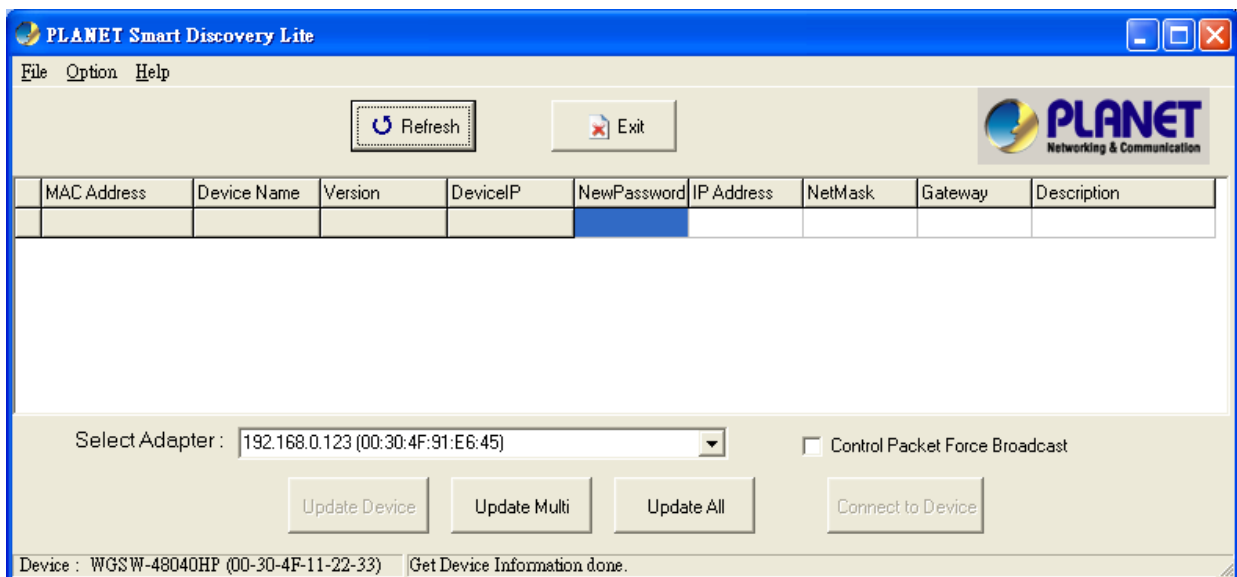 PLANET Smart Discovery Lite
File Option Help
Refresh Exit PLANET
Networking & Communication
MAC Address Device Name Version DeviceIP NewPassword IP Address NetMask Gateway Description
Select Adapter : 192.168.0.123 (00:30:4F:91:E6:45) Control Packet Force Broadcast
Update Device Update Multi Update All Connect to Device
Device : WGSW-48040HP (00-30-4F-11-22-33) Get Device Information done.